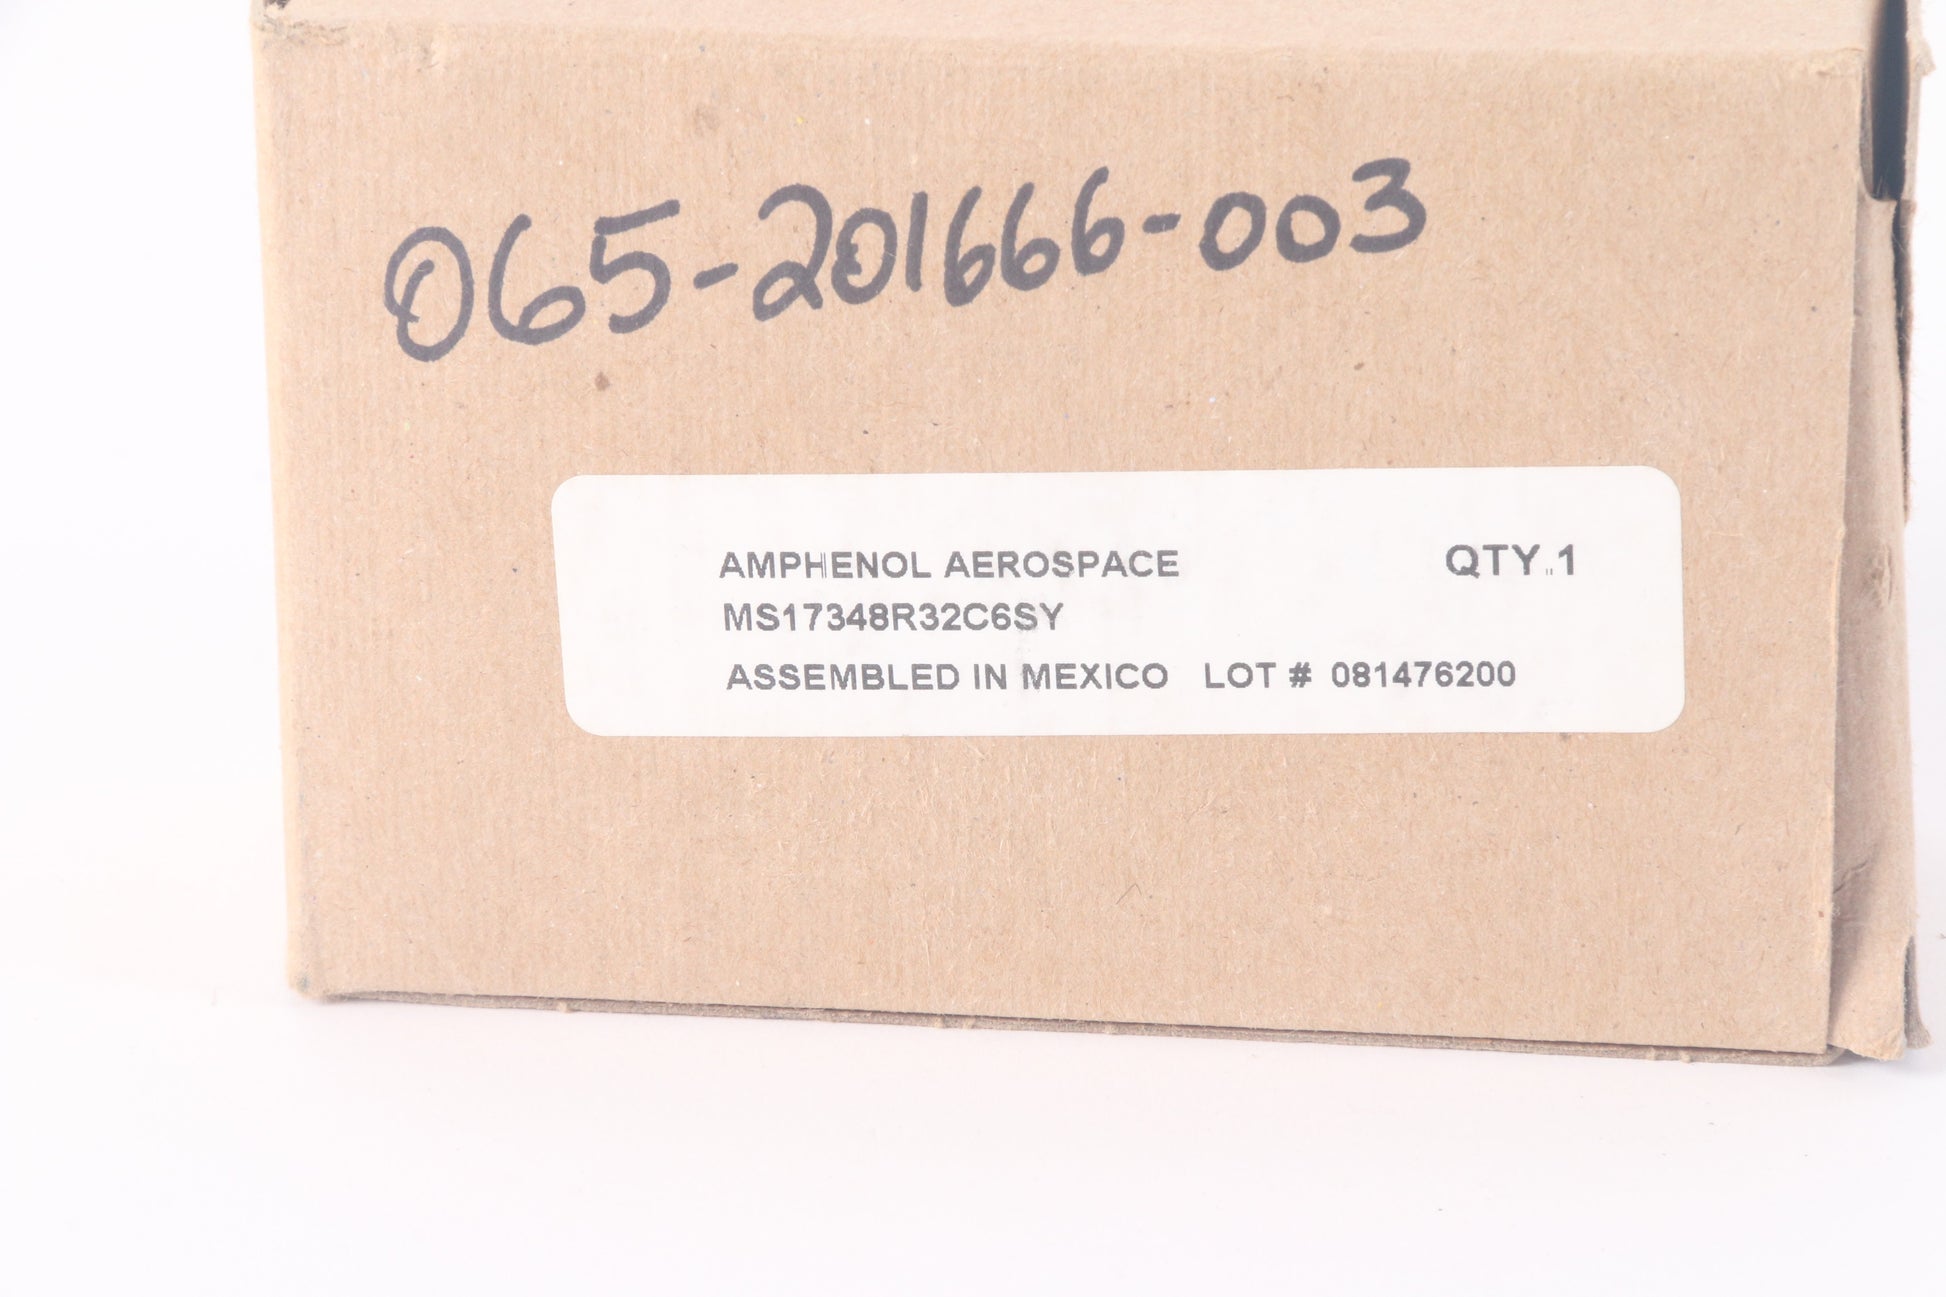 065-201666-003
AMPHENOL AEROSPACE QTY. 1
MS17348R32C6SY
ASSEMBLED IN MEXICO LOT # 081476200